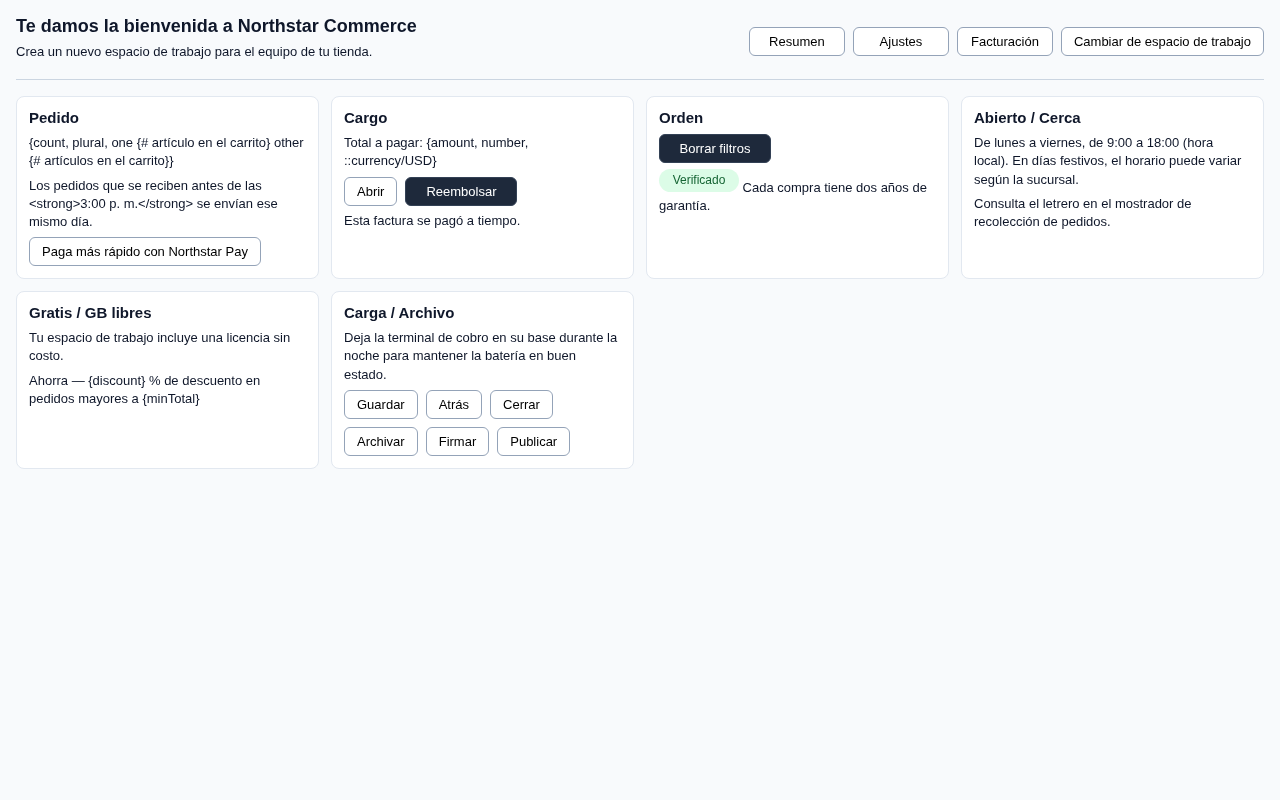 Te damos la bienvenida a Northstar Commerce
Crea un nuevo espacio de trabajo para el equipo de tu tienda.
Resumen
Ajustes
Facturación
Cambiar de espacio de trabajo
Pedido
{count, plural, one {# artículo en el carrito} other
{# artículos en el carrito}}
Los pedidos que se reciben antes de las
<strong>3:00 p. m.</strong> se envían ese
mismo día.
Paga más rápido con Northstar Pay
Cargo
Total a pagar: {amount, number,
::currency/USD}
Abrir
Reembolsar
Esta factura se pagó a tiempo.
Orden
Borrar filtros
Verificado Cada compra tiene dos años de
garantía.
Abierto / Cerca
De lunes a viernes, de 9:00 a 18:00 (hora
local). En días festivos, el horario puede variar
según la sucursal.
Consulta el letrero en el mostrador de
recolección de pedidos.
Gratis / GB libres
Tu espacio de trabajo incluye una licencia sin
costo.
Ahorra — {discount} % de descuento en
pedidos mayores a {minTotal}
Carga / Archivo
Deja la terminal de cobro en su base durante la
noche para mantener la batería en buen
estado.
Guardar
Atrás
Cerrar
Archivar
Firmar
Publicar